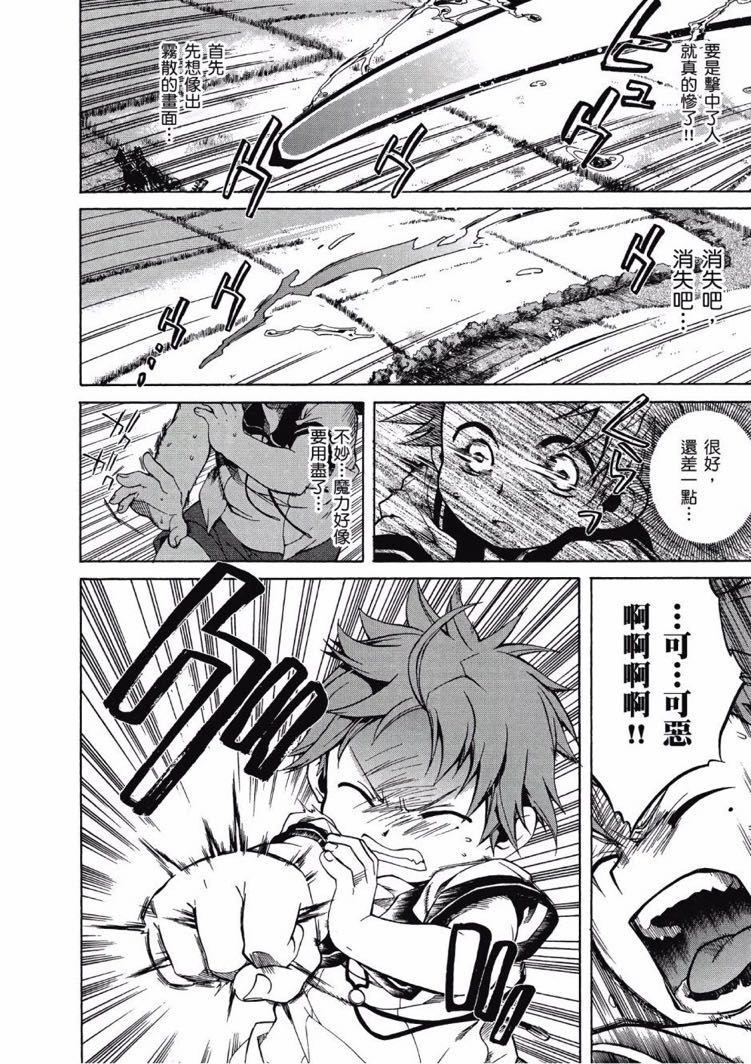 要是擊中了人
就真的慘了!!
ビュ
首先
先想像出
霧散的畫面…
消失吧，
消失吧…
很好，
還差一點…
不妙…魔力好像
要用盡了…
…可…可惡
啊啊啊啊!!